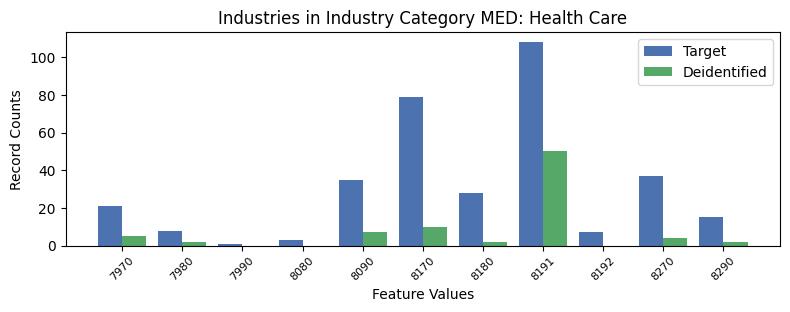 Industries in Industry Category MED: Health Care
Target
Deidentified
Record Counts
100
80
60
40
20
0
7970 7980 7990 8080 8090 8170 8180 8191 8192 8270 8290
Feature Values